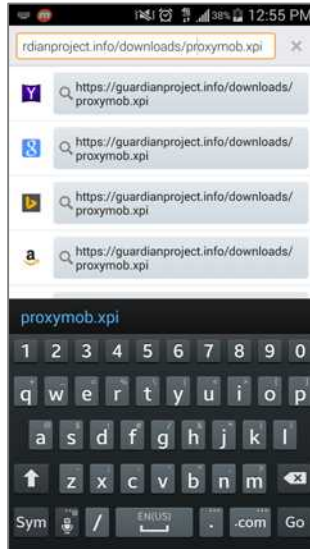 38% 12:55 PM
rdianproject.info/downloads/proxymob.xpi
https://guardianproject.info/downloads/
proxymob.xpi
https://guardianproject.info/downloads/
proxymob.xpi
https://guardianproject.info/downloads/
proxymob.xpi
https://guardianproject.info/downloads/
proxymob.xpi
proxymob.xpi
1 2 3 4 5 6 7 8 9 0
q w e r t y u i o p
a s d f g h j k l
z x c v b n m
Sym / EN(US) . .com Go